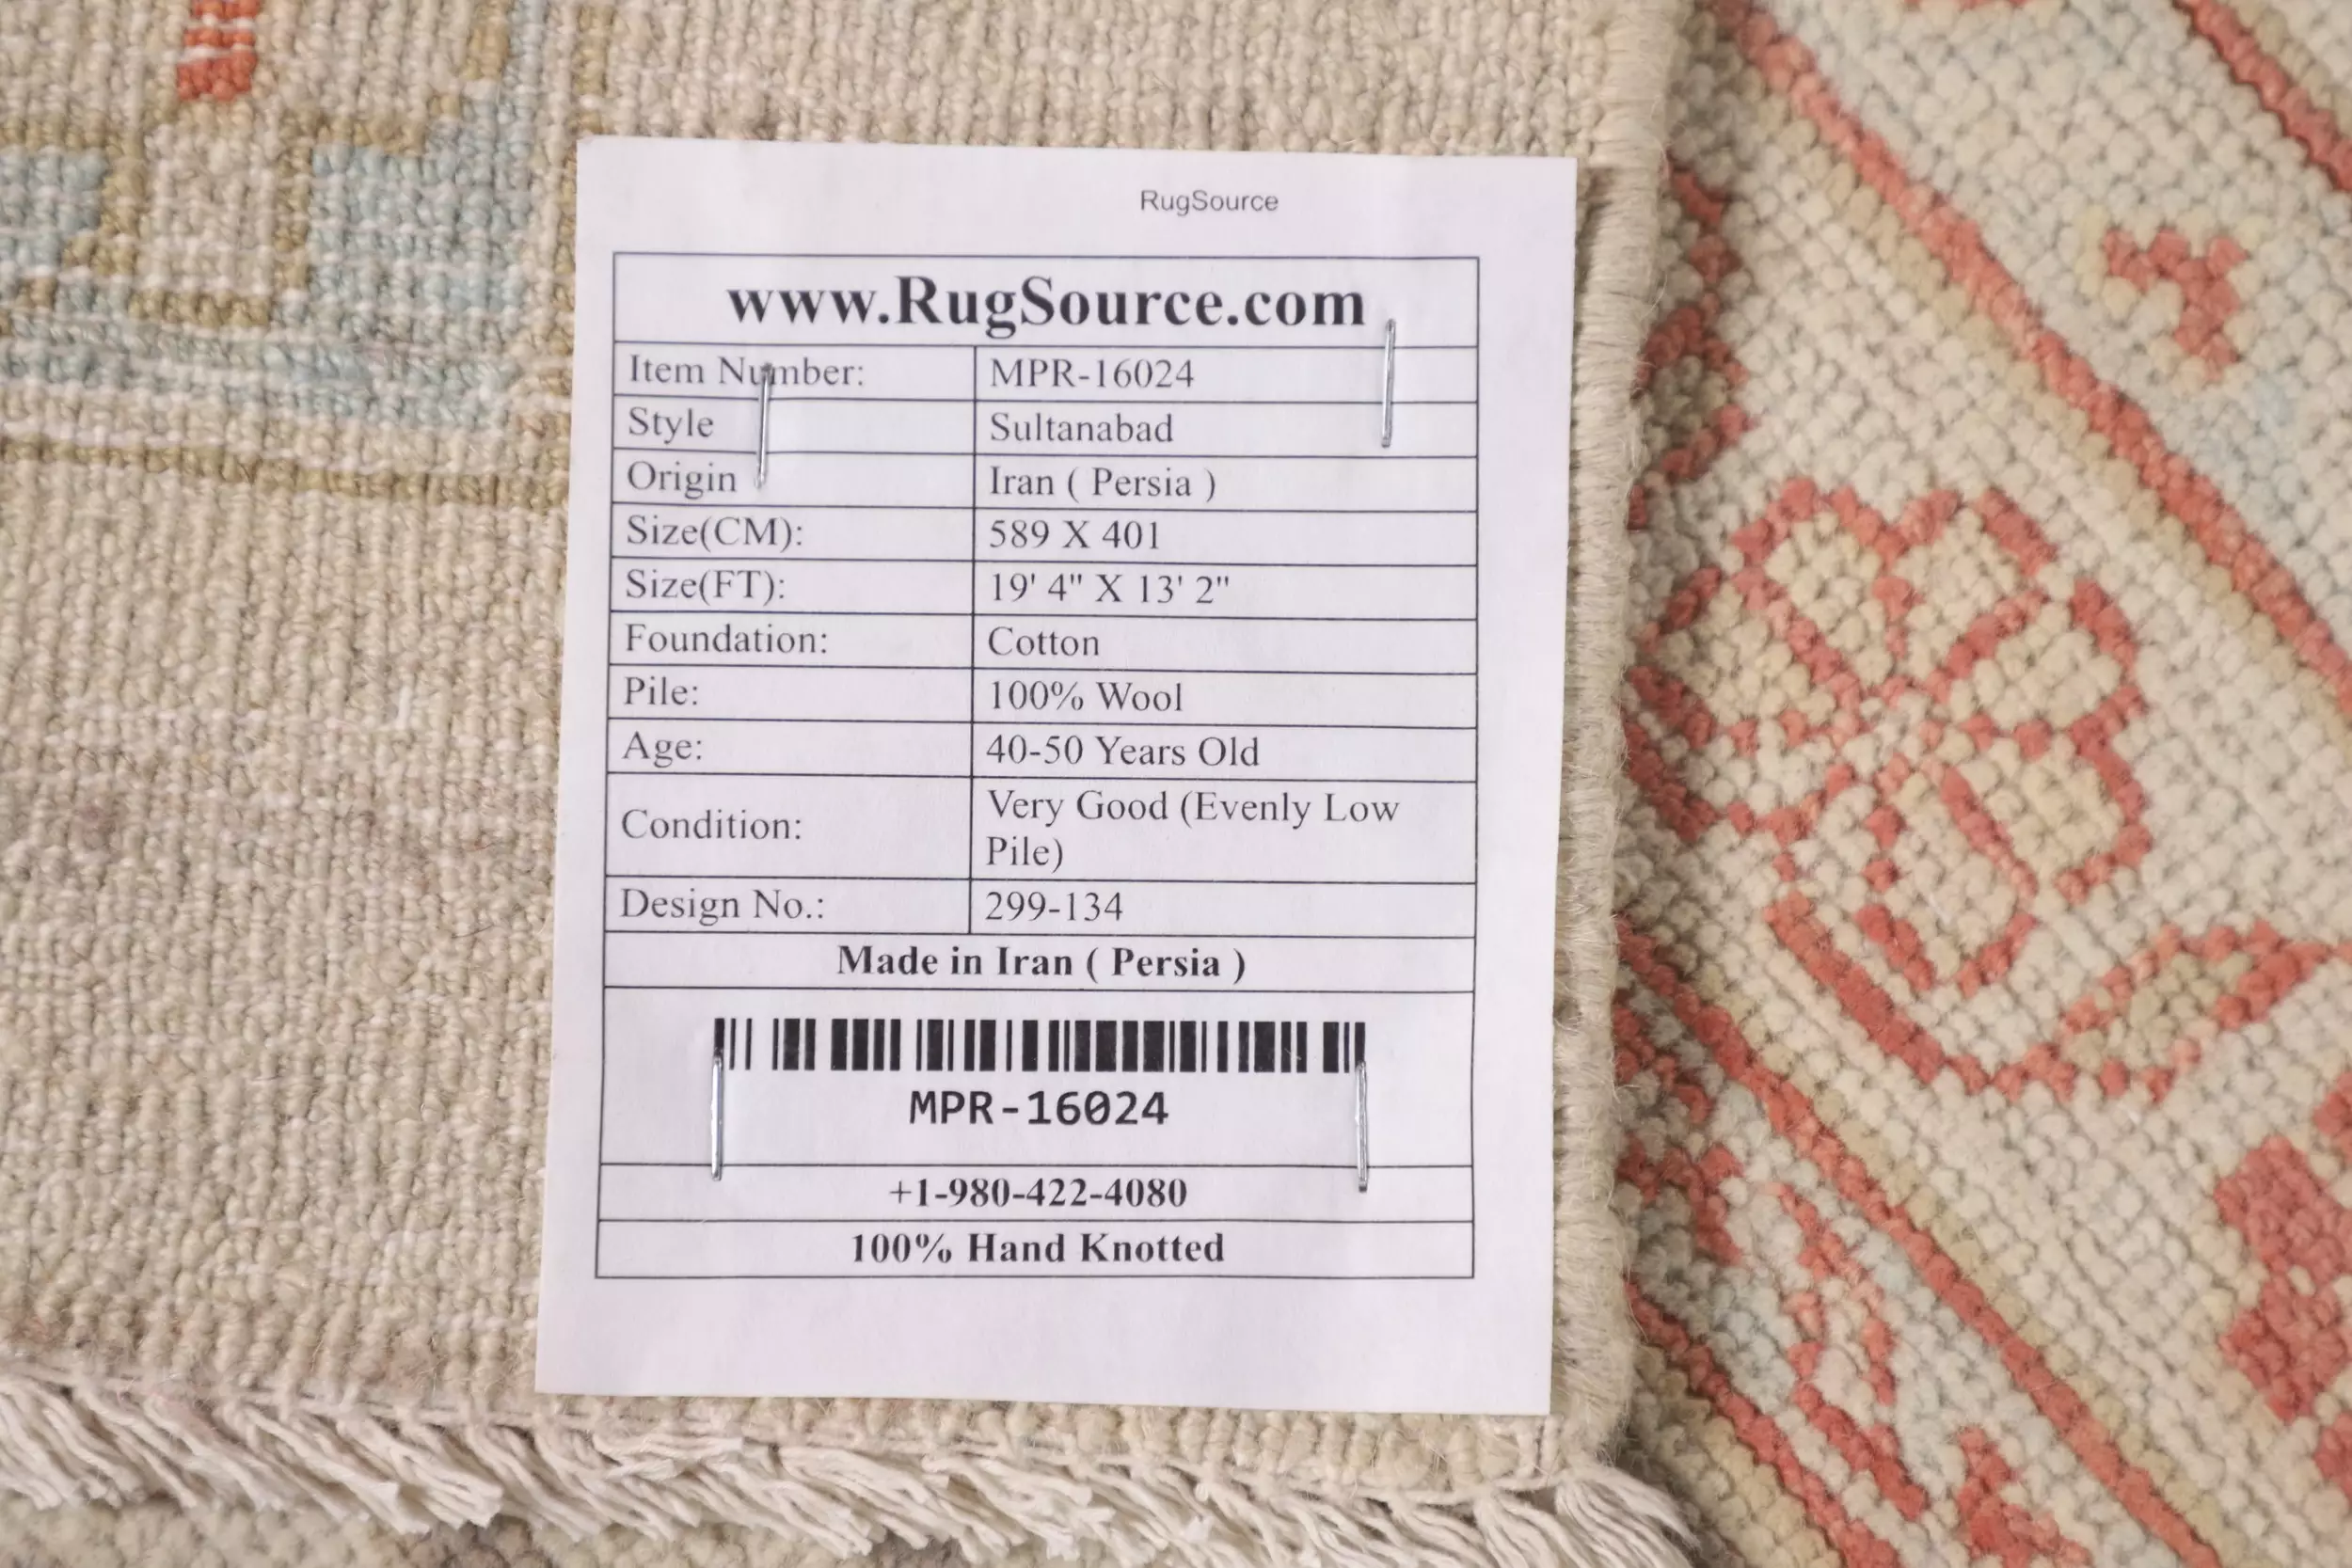 RugSource
www.RugSource.com
Item Number: MPR-16024
Style Sultanabad
Origin Iran ( Persia )
Size(CM): 589 X 401
Size(FT): 19' 4" X 13' 2"
Foundation: Cotton
Pile: 100% Wool
Age: 40-50 Years Old
Condition: Very Good (Evenly Low
Pile)
Design No.: 299-134
Made in Iran ( Persia )
MPR-16024
+1-980-422-4080
100% Hand Knotted